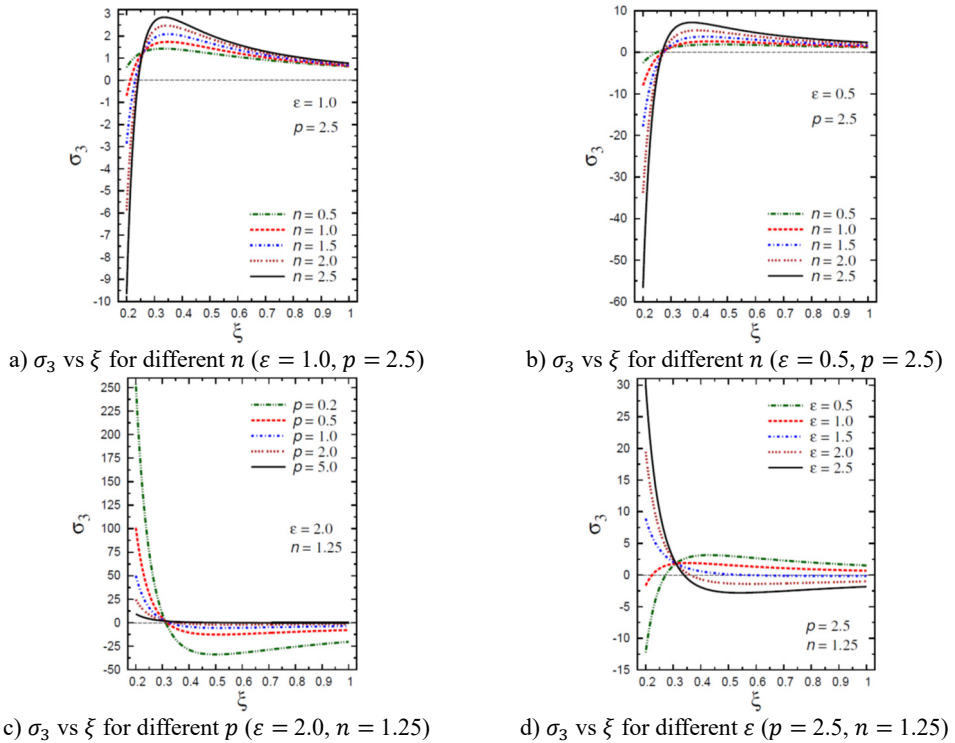 3
2
1
0
-1
-2
-3
-4
-5
-6
-7
-8
-9
-10
σ₃
ε = 1.0
p = 2.5
n = 0.5
n = 1.0
n = 1.5
n = 2.0
n = 2.5
0.2 0.3 0.4 0.5 0.6 0.7 0.8 0.9 1
ξ
10
0
-10
-20
-30
-40
-50
-60
σ₃
ε = 0.5
p = 2.5
n = 0.5
n = 1.0
n = 1.5
n = 2.0
n = 2.5
0.2 0.3 0.4 0.5 0.6 0.7 0.8 0.9 1
ξ
a) σ₃ vs ξ for different n (ε = 1.0, p = 2.5)
b) σ₃ vs ξ for different n (ε = 0.5, p = 2.5)
250
225
200
175
150
125
100
75
50
25
0
-25
-50
σ₃
p = 0.2
p = 0.5
p = 1.0
p = 2.0
p = 5.0
ε = 2.0
n = 1.25
0.2 0.3 0.4 0.5 0.6 0.7 0.8 0.9 1
ξ
30
25
20
15
10
5
0
-5
-10
-15
σ₃
ε = 0.5
ε = 1.0
ε = 1.5
ε = 2.0
ε = 2.5
p = 2.5
n = 1.25
0.2 0.3 0.4 0.5 0.6 0.7 0.8 0.9 1
ξ
c) σ₃ vs ξ for different p (ε = 2.0, n = 1.25)
d) σ₃ vs ξ for different ε (p = 2.5, n = 1.25)